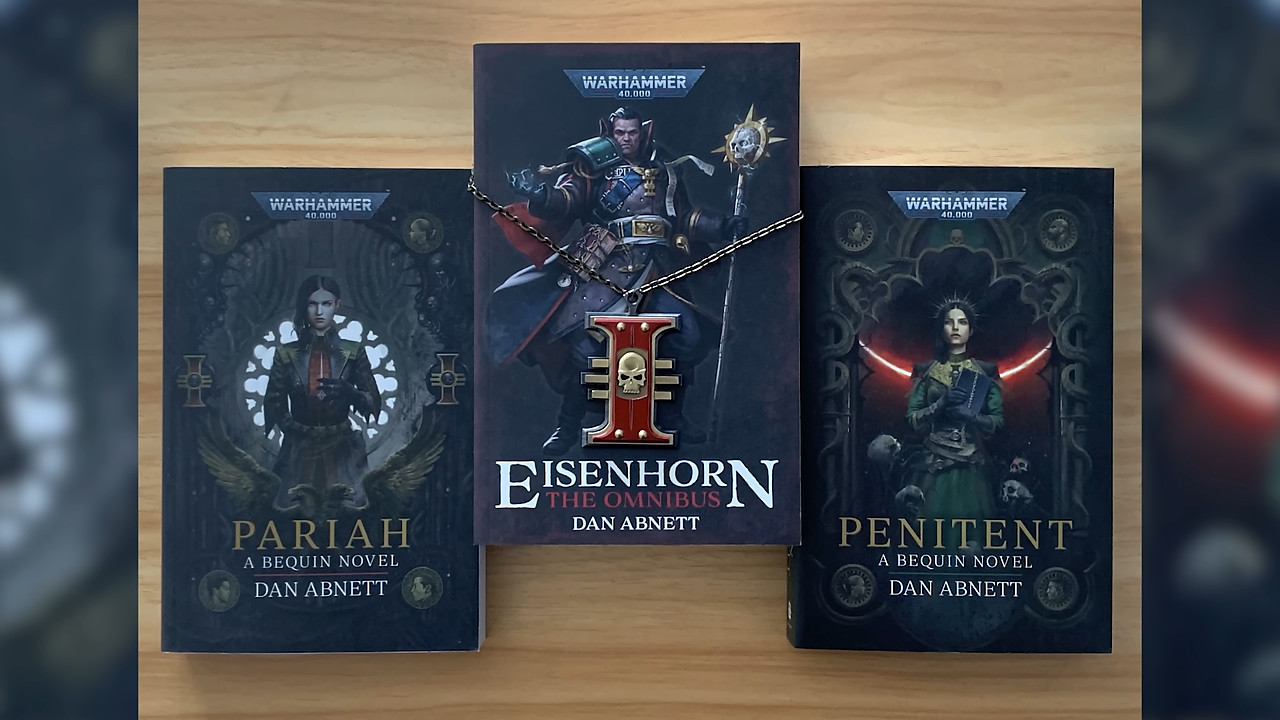 WARHAMMER
40,000
PARIAH
A BEQUIN NOVEL
DAN ABNETT
WARHAMMER
40,000
EISENHORN
THE OMNIBUS
DAN ABNETT
WARHAMMER
40,000
PENITENT
A BEQUIN NOVEL
DAN ABNETT